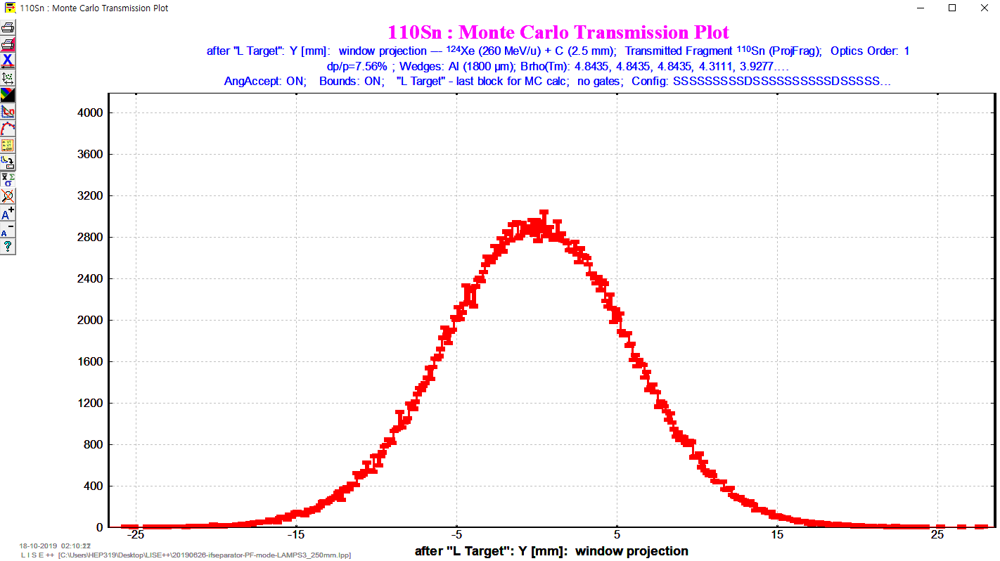 110Sn : Monte Carlo Transmission Plot
110Sn : Monte Carlo Transmission Plot
after "L Target": Y [mm]: window projection --- 124Xe (260 MeV/u) + C (2.5 mm); Transmitted Fragment 110Sn (ProjFrag); Optics Order: 1
dp/p=7.56% ; Wedges: Al (1800 µm); Brho(Tm): 4.8435, 4.8435, 4.8435, 4.3111, 3.9277....
AngAccept: ON; Bounds: ON; "L Target" - last block for MC calc; no gates; Config: SSSSSSSSSDSSSSSSSSSSDSSSSS...
4000
3600
3200
2800
2400
2000
1600
1200
800
400
0
-25 -15 -5 5 15 25
after "L Target": Y [mm]: window projection
18-10-2019 02:10:
L I S E ++ [C:\Users\HEP319\Desktop\LISE++\20190626-ifseparator-PF-mode-LAMPS3_250mm.lpp]
X
Ln
A+
A-
?